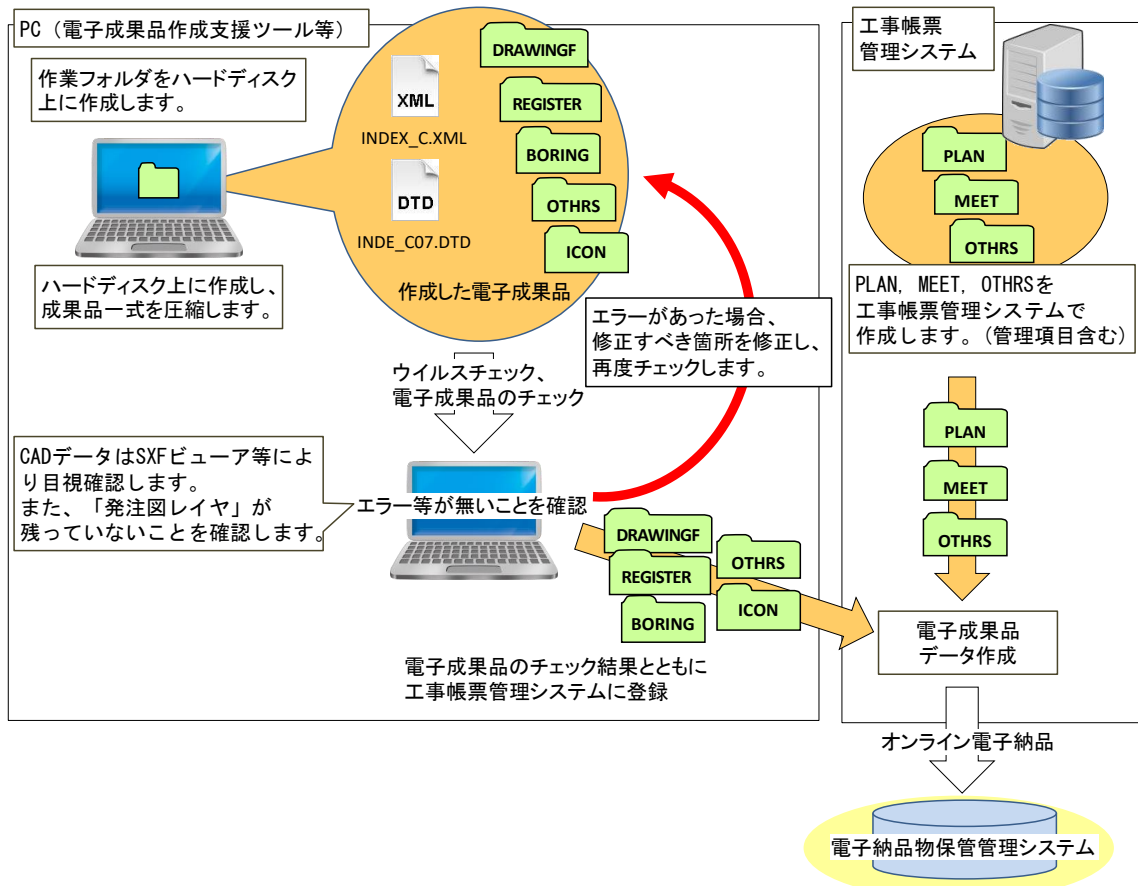 PC（電子成果品作成支援ツール等）
作業フォルダをハードディスク
上に作成します。
ハードディスク上に作成し、
成果品一式を圧縮します。
XML
INDEX_C.XML
DTD
INDE_C07.DTD
DRAWINGF
REGISTER
BORING
OTHRS
ICON
作成した電子成果品
エラーがあった場合、
修正すべき箇所を修正し、
再度チェックします。
ウイルスチェック、
電子成果品のチェック
CADデータはSXFビューア等によ
り目視確認します。
また、「発注図レイヤ」が
残っていないことを確認します。
エラー等が無いことを確認
DRAWINGF
OTHRS
REGISTER
ICON
BORING
電子成果品のチェック結果とともに
工事帳票管理システムに登録
工事帳票
管理システム
PLAN
MEET
OTHRS
PLAN, MEET, OTHRSを
工事帳票管理システムで
作成します。（管理項目含む）
PLAN
MEET
OTHRS
電子成果品
データ作成
オンライン電子納品
電子納品物保管管理システム